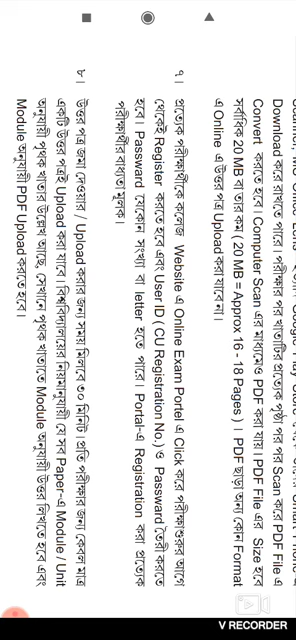 Download করে রাখতে পারে। পরীক্ষার পর খাতাটির প্রত্যেক পৃষ্ঠা পর পর Scan করে PDF File এ
Convert করতে হবে। Computer Scan এর মাধ্যমেও PDF করা যায়। PDF File এর Size হবে
সর্বাধিক 20 MB বা তার কম ( 20 MB = Approx 16 - 18 Pages )। PDF ছাড়া অন্য কোন Format
এ Online এ উত্তর পত্র Upload করা যাবে না।
৭। প্রত্যেক পরীক্ষার্থীকে কলেজ Website এ Online Exam Portel এ Click করে পরীক্ষাশুরুর আগে
থেকেই Register করতে হবে এবং User ID ( CU Registration No.) ও Password তৈরী করতে
হবে। Password যেকোন সংখ্যা বা letter হতে পারে। Portal-এ Registration করা প্রত্যেক
পরীক্ষার্থীর বাধ্যতা মূলক।
৮। উত্তর পত্র জমা দেওয়ার / Upload করার জন্য সময় মিলবে ৩০ মিনিট। প্রতি পরীক্ষার জন্য কেবল মাত্র
একটি উত্তর পত্রই Upload করা যাবে। বিশ্ববিদ্যালয়ের নিয়মানুযায়ী যে সব Paper-এ Module / Unit
অনুযায়ী পৃথক খাতার উল্লেখ আছে, সেখানে পৃথক খাতাতে Module অনুযায়ী উত্তর লিখতে হবে এবং
Module অনুযায়ী PDF Upload করতে হবে।
V RECORDER